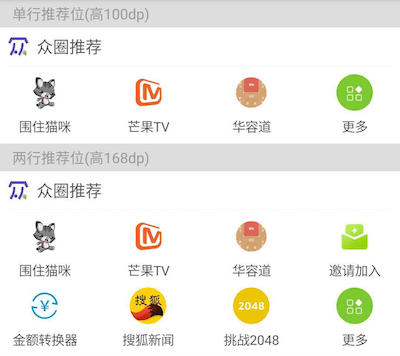 单行推荐位(高100dp)
众圈推荐
围住猫咪 芒果TV 华容道 更多
两行推荐位(高168dp)
众圈推荐
围住猫咪 芒果TV 华容道 邀请加入
搜狐 2048
金额转换器 搜狐新闻 挑战2048 更多